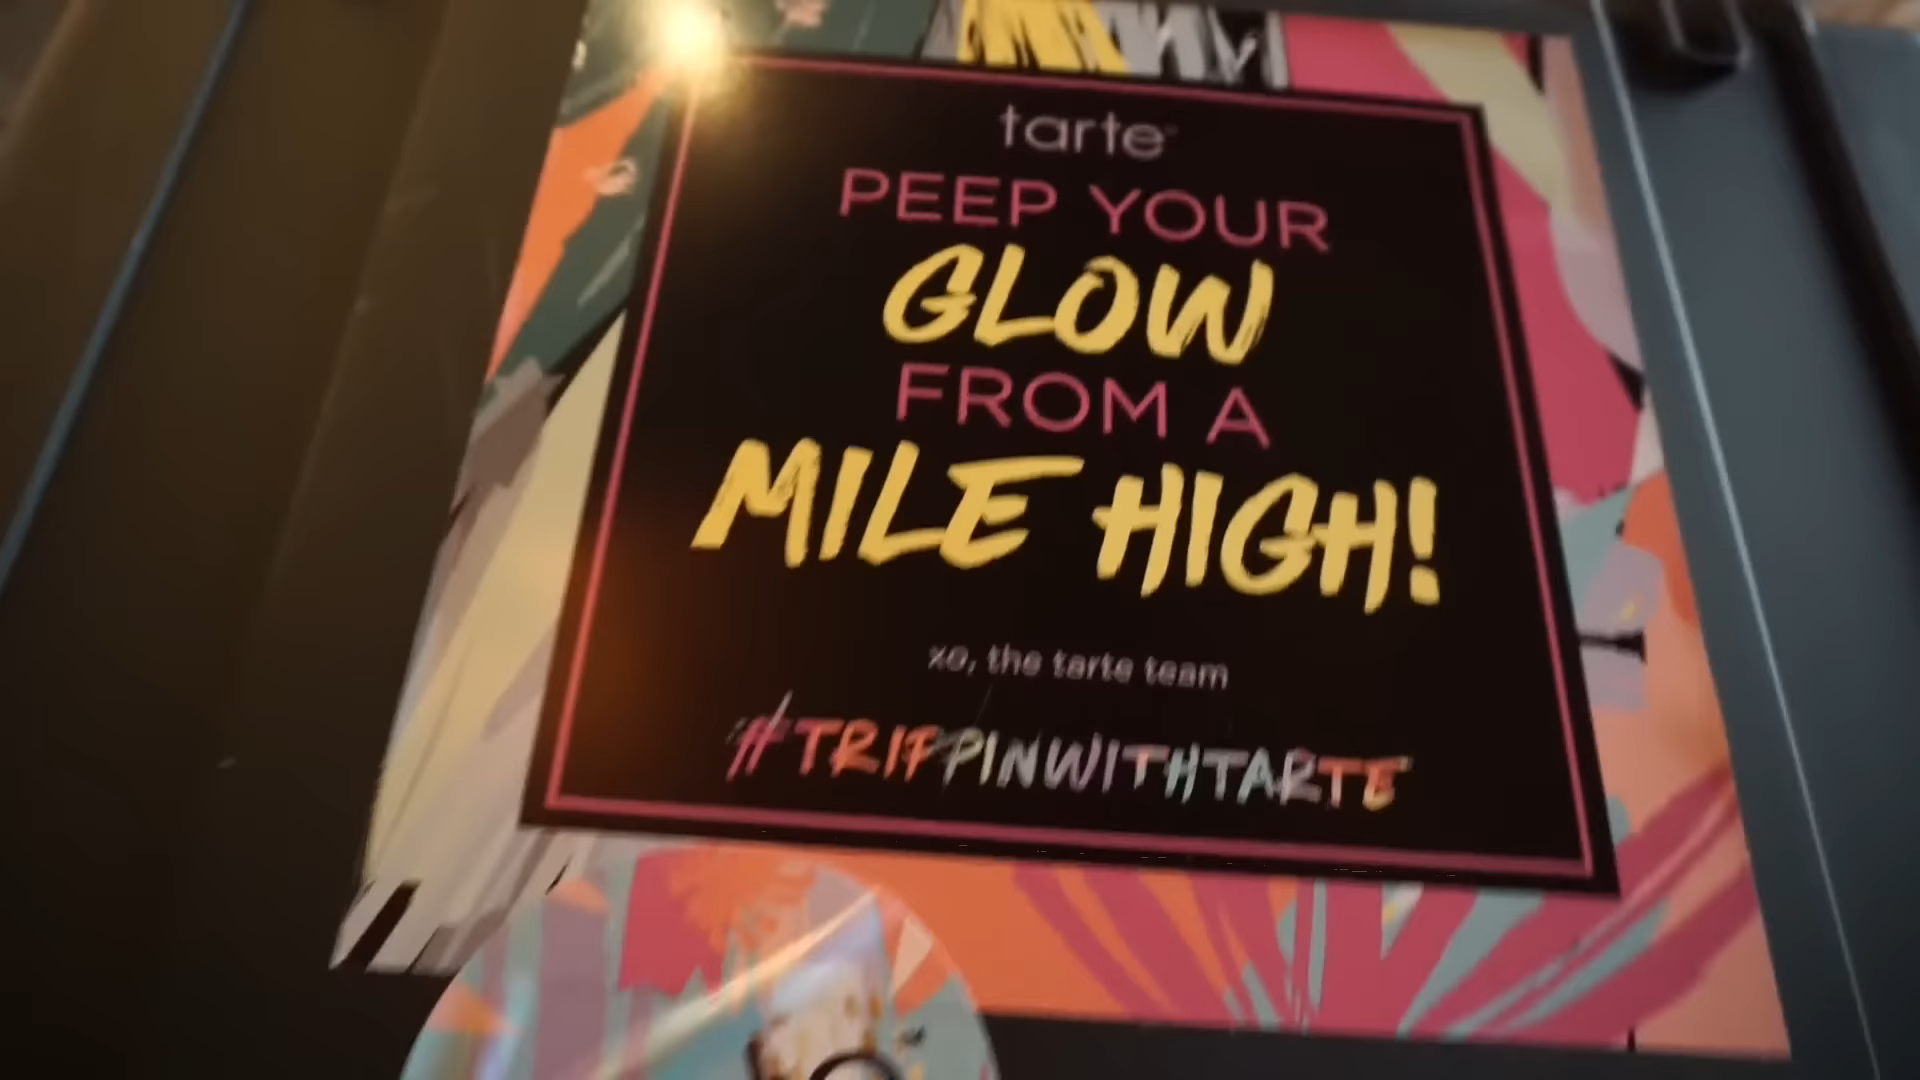 tarte
PEEP YOUR
GLOW
FROM A
MILE HIGH!
xo, the tarte team
#TRIPPINWITHTARTE